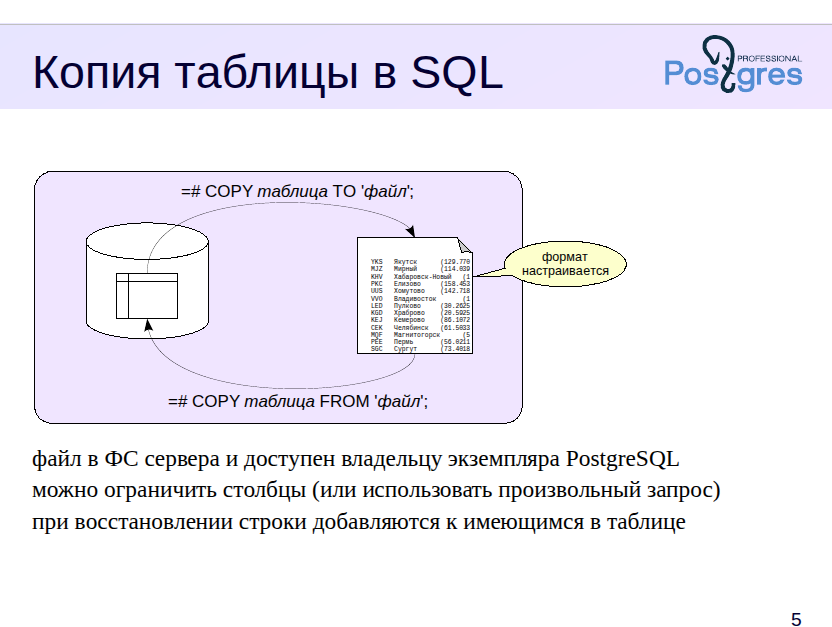 Копия таблицы в SQL
PROFESSIONAL
Postgres
=# COPY таблица TO 'файл';
YKS Якутск (129.770
MJZ Мирный (114.039
KHV Хабаровск-Новый (1
PKC Елизово (158.453
UUS Хомутово (142.718
VVO Владивосток (1
LED Пулково (30.2625
KGD Храброво (20.5925
KEJ Кемерово (86.1072
CEK Челябинск (61.5033
MQF Магнитогорск (5
PEE Пермь (56.0211
SGC Сургут (73.4018
формат
настраивается
=# COPY таблица FROM 'файл';
файл в ФС сервера и доступен владельцу экземпляра PostgreSQL
можно ограничить столбцы (или использовать произвольный запрос)
при восстановлении строки добавляются к имеющимся в таблице
5